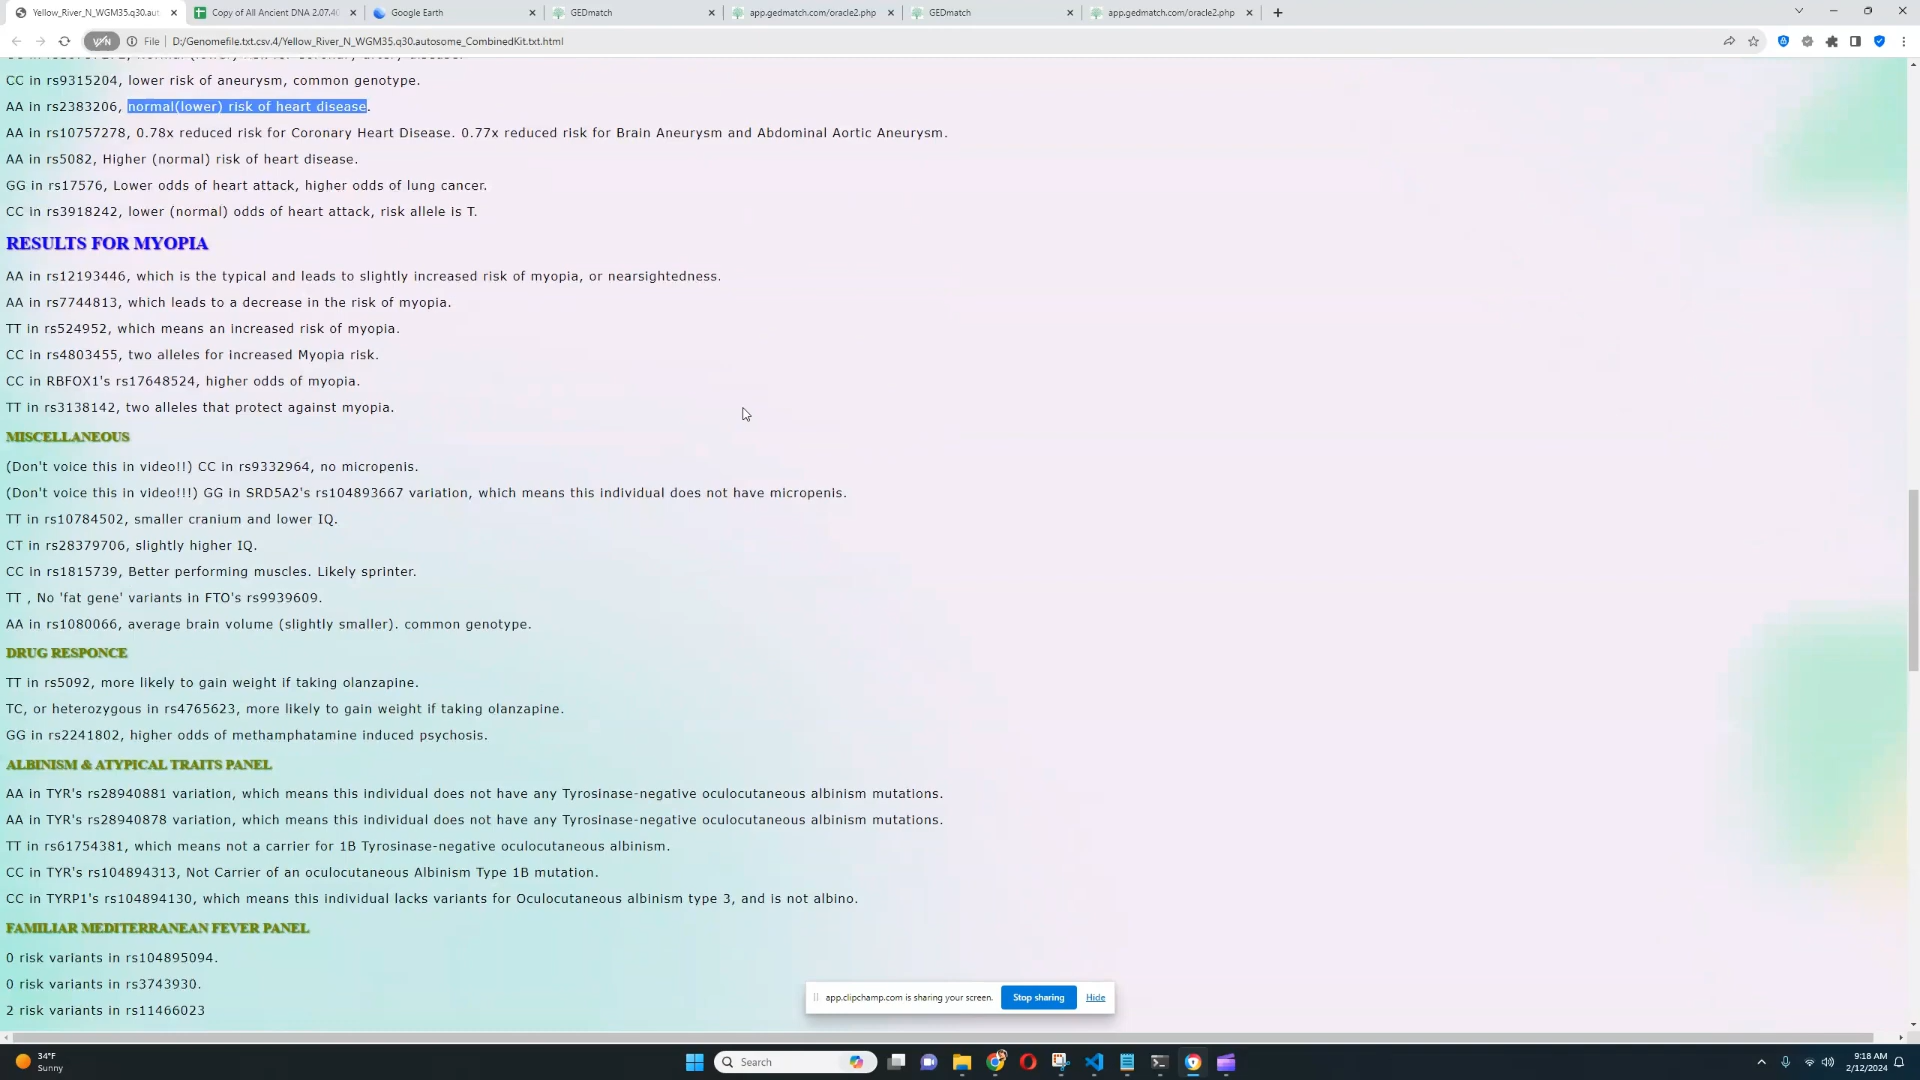 Yellow_River_N_WGM35.q30.aut
Copy of All Ancient DNA 2.07.40
Google Earth
GEDmatch
app.gedmatch.com/oracle2.php
GEDmatch
app.gedmatch.com/oracle2.php
VPN
File
D:/Genomefile.txt.csv.4/Yellow_River_N_WGM35.q30.autosome_CombinedKit.txt.html
CC in rs9315204, lower risk of aneurysm, common genotype.
AA in rs2383206, normal(lower) risk of heart disease.
AA in rs10757278, 0.78x reduced risk for Coronary Heart Disease. 0.77x reduced risk for Brain Aneurysm and Abdominal Aortic Aneurysm.
AA in rs5082, Higher (normal) risk of heart disease.
GG in rs17576, Lower odds of heart attack, higher odds of lung cancer.
CC in rs3918242, lower (normal) odds of heart attack, risk allele is T.
RESULTS FOR MYOPIA
AA in rs12193446, which is the typical and leads to slightly increased risk of myopia, or nearsightedness.
AA in rs7744813, which leads to a decrease in the risk of myopia.
TT in rs524952, which means an increased risk of myopia.
CC in rs4803455, two alleles for increased Myopia risk.
CC in RBFOX1's rs17648524, higher odds of myopia.
TT in rs3138142, two alleles that protect against myopia.
MISCELLANEOUS
(Don't voice this in video!!) CC in rs9332964, no micropenis.
(Don't voice this in video!!!) GG in SRD5A2's rs104893667 variation, which means this individual does not have micropenis.
TT in rs10784502, smaller cranium and lower IQ.
CT in rs28379706, slightly higher IQ.
CC in rs1815739, Better performing muscles. Likely sprinter.
TT , No 'fat gene' variants in FTO's rs9939609.
AA in rs1080066, average brain volume (slightly smaller). common genotype.
DRUG RESPONCE
TT in rs5092, more likely to gain weight if taking olanzapine.
TC, or heterozygous in rs4765623, more likely to gain weight if taking olanzapine.
GG in rs2241802, higher odds of methamphatamine induced psychosis.
ALBINISM & ATYPICAL TRAITS PANEL
AA in TYR's rs28940881 variation, which means this individual does not have any Tyrosinase-negative oculocutaneous albinism mutations.
AA in TYR's rs28940878 variation, which means this individual does not have any Tyrosinase-negative oculocutaneous albinism mutations.
TT in rs61754381, which means not a carrier for 1B Tyrosinase-negative oculocutaneous albinism.
CC in TYR's rs104894313, Not Carrier of an oculocutaneous Albinism Type 1B mutation.
CC in TYRP1's rs104894130, which means this individual lacks variants for Oculocutaneous albinism type 3, and is not albino.
FAMILIAR MEDITERRANEAN FEVER PANEL
0 risk variants in rs104895094.
0 risk variants in rs3743930.
2 risk variants in rs11466023
app.clipchamp.com is sharing your screen.
Stop sharing
Hide
34°F
Sunny
Search
9:18 AM
2/12/2024